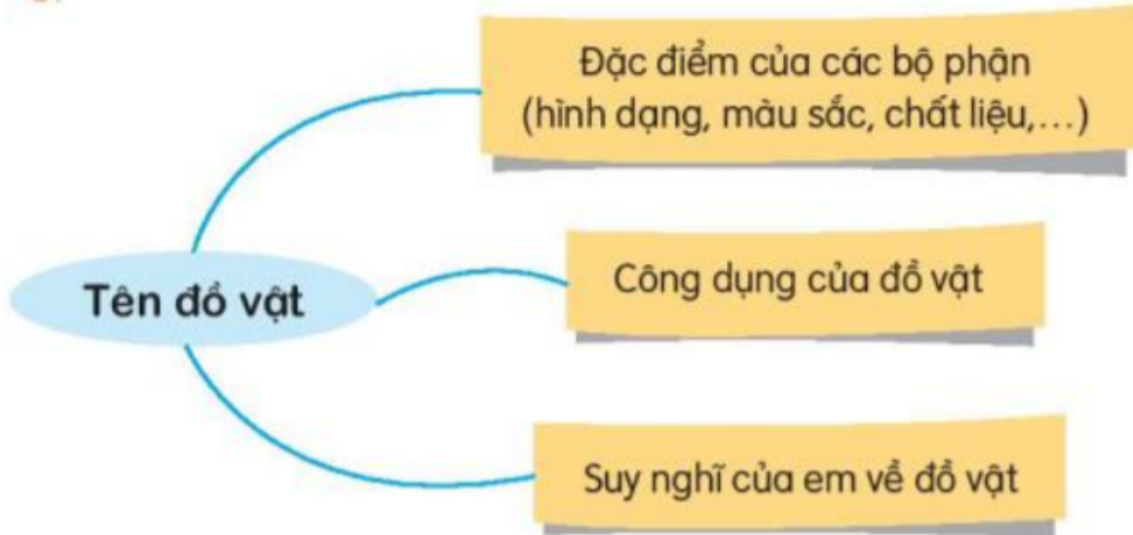 Đặc điểm của các bộ phận
(hình dạng, màu sắc, chất liệu,...)
Tên đồ vật
Công dụng của đồ vật
Suy nghĩ của em về đồ vật